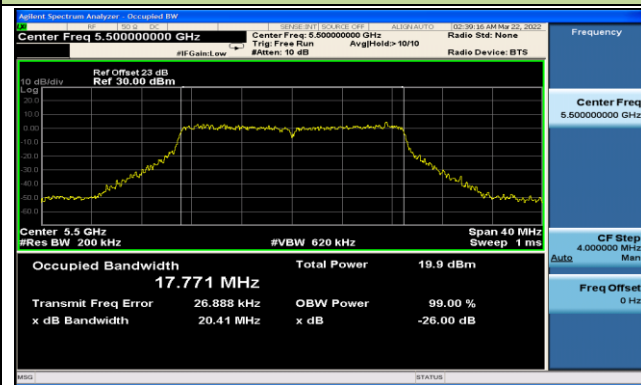 Agilent Spectrum Analyzer - Occupied BW
RF 50 Ω DC SENSE:INT SOURCE OFF ALIGNAUTO 02:39:16 AM Mar 22, 2022
Center Freq 5.500000000 GHz Center Freq: 5.500000000 GHz Radio Std: None
Trig: Free Run Avg|Hold:> 10/10
#IFGain:Low #Atten: 10 dB Radio Device: BTS
Ref Offset 23 dB
10 dB/div Ref 30.00 dBm
Log
20.0
10.0
0.00
-10.0
-20.0
-30.0
-40.0
-50.0
-60.0
Center 5.5 GHz Span 40 MHz
#Res BW 200 kHz #VBW 620 kHz Sweep 1 ms
Occupied Bandwidth Total Power 19.9 dBm
17.771 MHz
Transmit Freq Error 26.888 kHz OBW Power 99.00 %
x dB Bandwidth 20.41 MHz x dB -26.00 dB
MSG STATUS
Frequency
Center Freq
5.500000000 GHz
CF Step
4.000000 MHz
Auto Man
Freq Offset
0 Hz